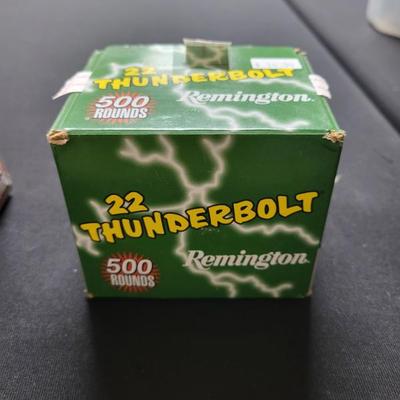 22
THUNDERBOLT
500
ROUNDS
Remington
22
THUNDERBOLT
500
ROUNDS
Remington